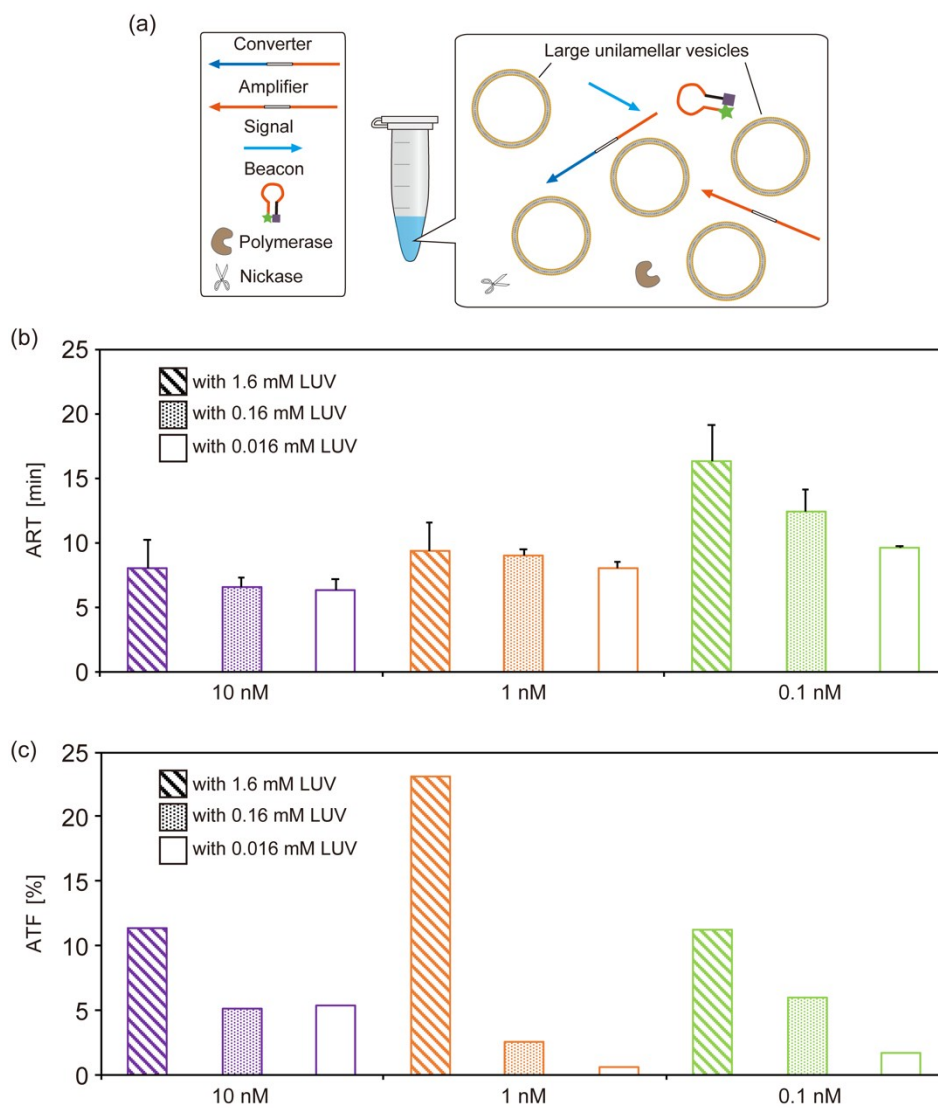 (a)
Converter
Amplifier
Signal
Beacon
Polymerase
Nickase
Large unilamellar vesicles
(b)
25
20
15
10
5
0
ART [min]
with 1.6 mM LUV
with 0.16 mM LUV
with 0.016 mM LUV
10 nM 1 nM 0.1 nM
(c)
25
20
15
10
5
0
ATF [%]
with 1.6 mM LUV
with 0.16 mM LUV
with 0.016 mM LUV
10 nM 1 nM 0.1 nM